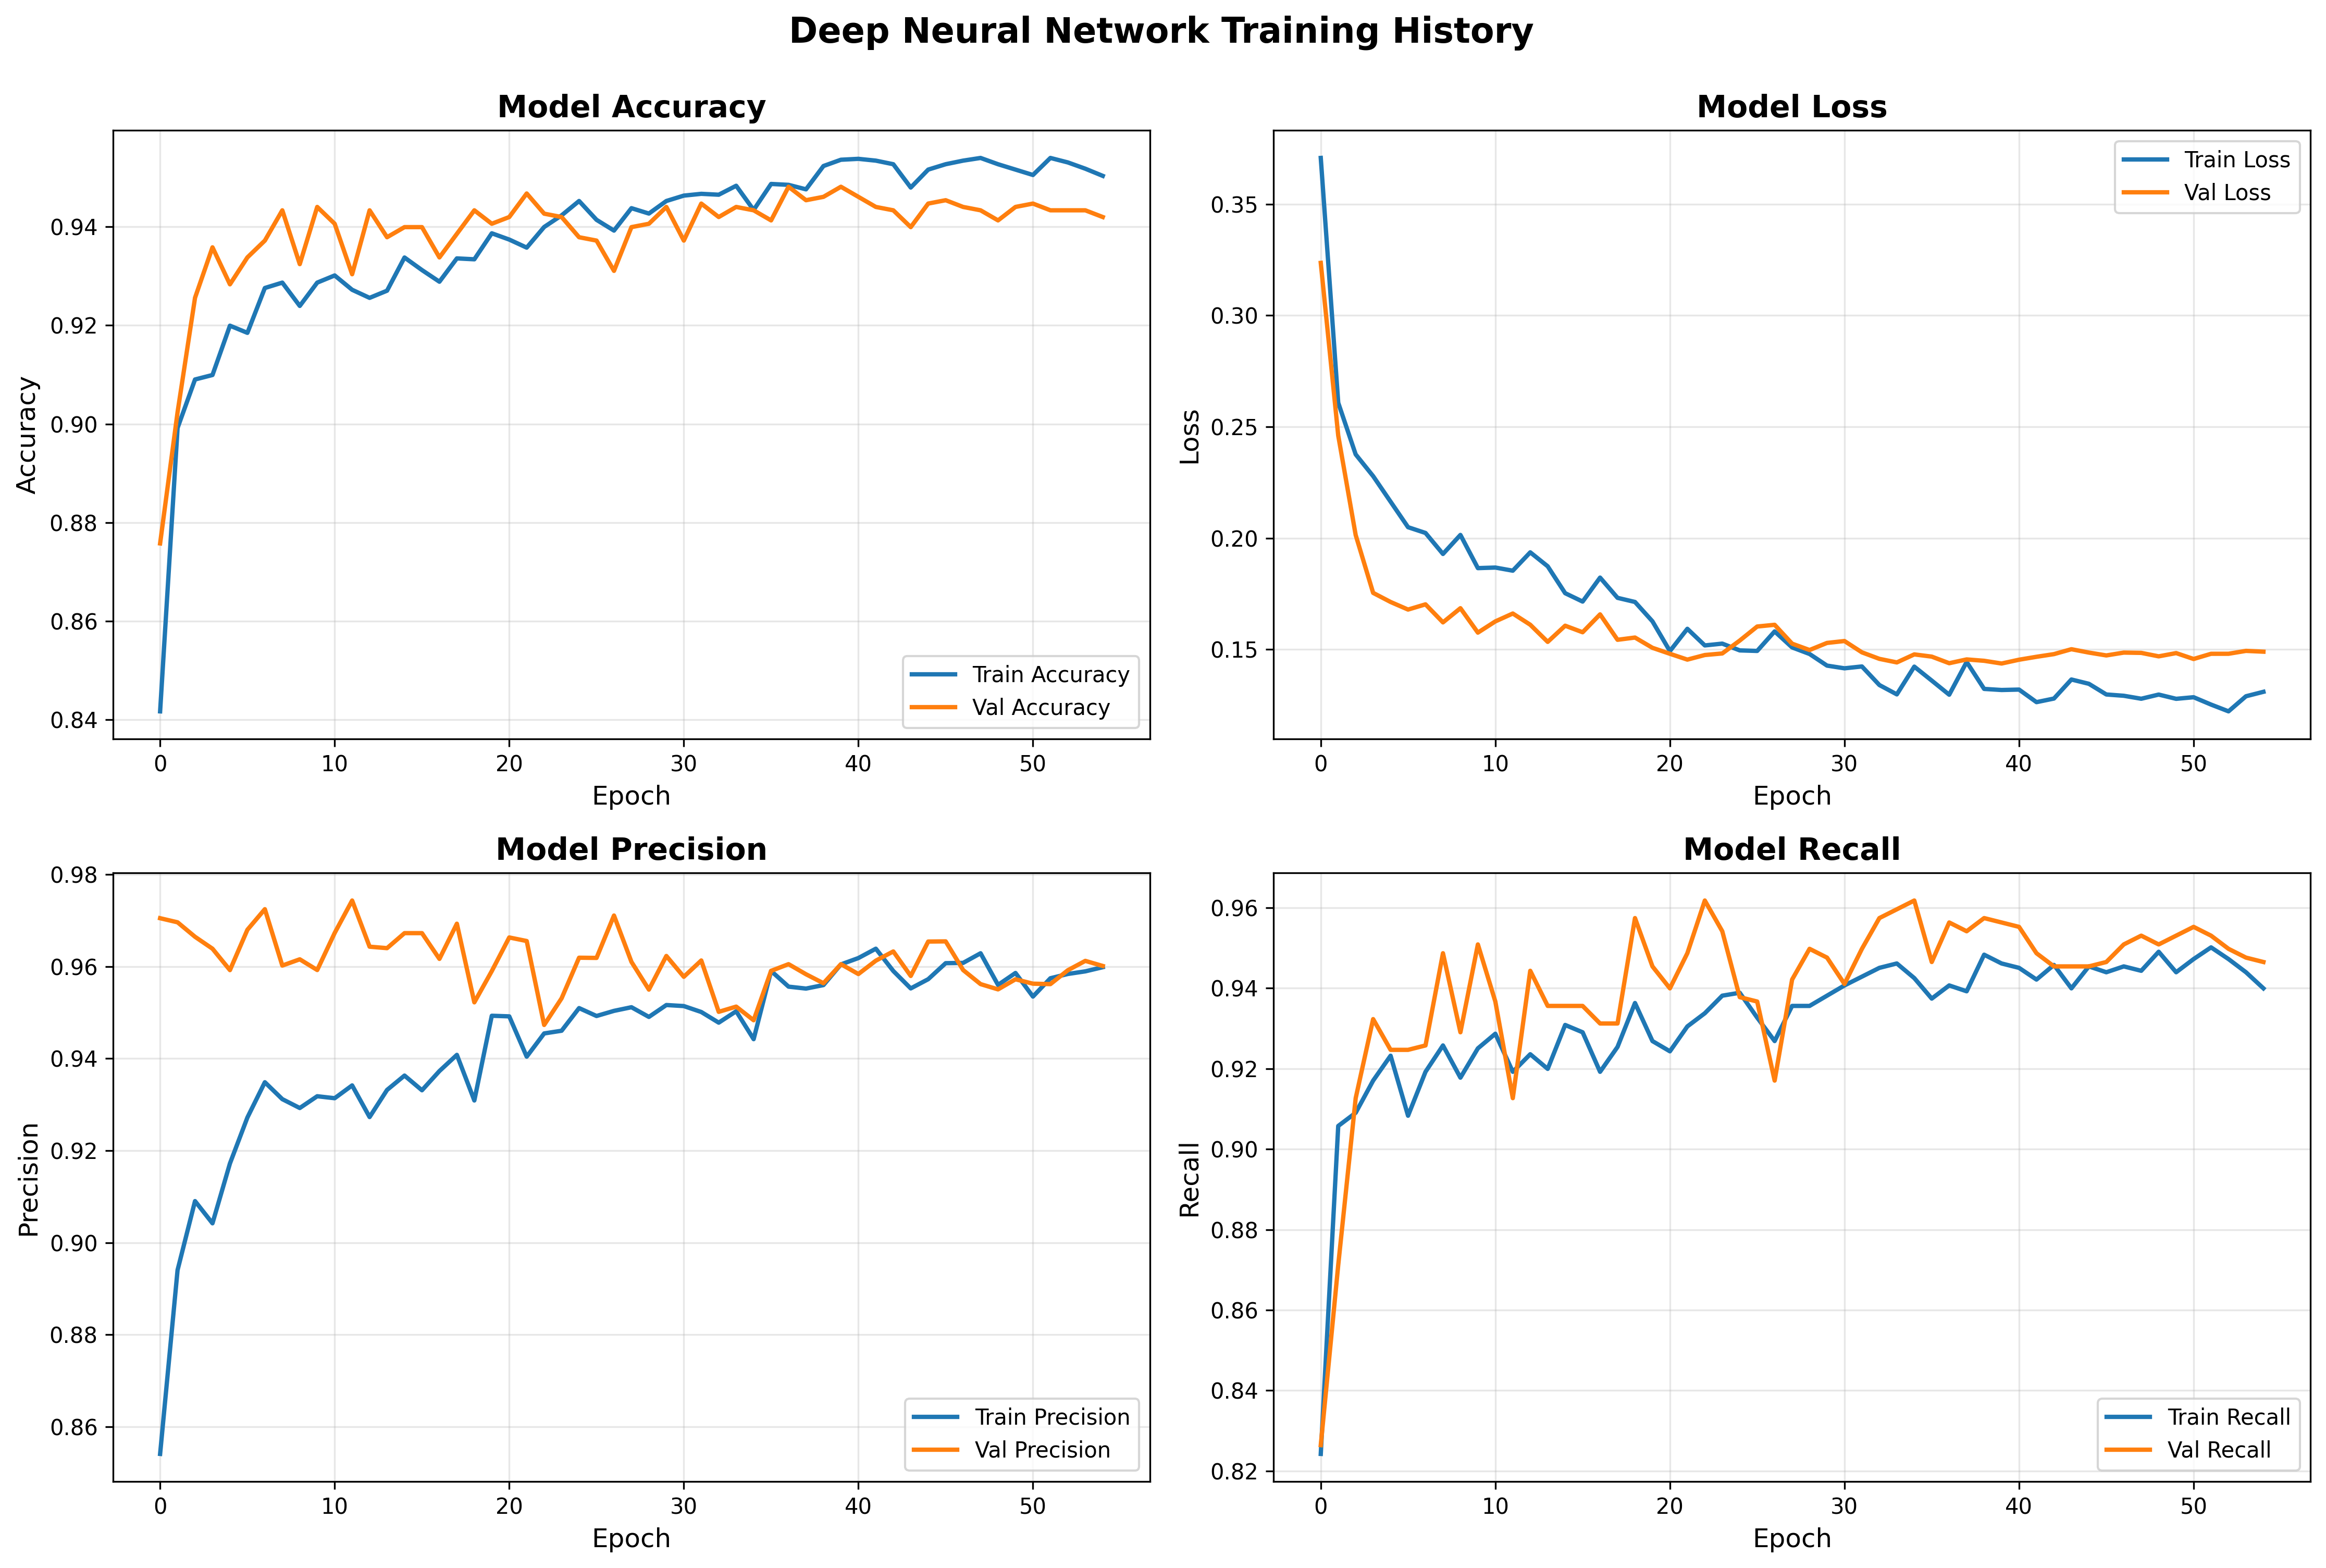 Deep Neural Network Training History
Model Accuracy
Accuracy
0.94
0.92
0.90
0.88
0.86
0.84
Train Accuracy
Val Accuracy
0 10 20 30 40 50
Epoch
Model Loss
Loss
0.35
0.30
0.25
0.20
0.15
Train Loss
Val Loss
0 10 20 30 40 50
Epoch
Model Precision
Precision
0.98
0.96
0.94
0.92
0.90
0.88
0.86
Train Precision
Val Precision
0 10 20 30 40 50
Epoch
Model Recall
Recall
0.96
0.94
0.92
0.90
0.88
0.86
0.84
0.82
Train Recall
Val Recall
0 10 20 30 40 50
Epoch